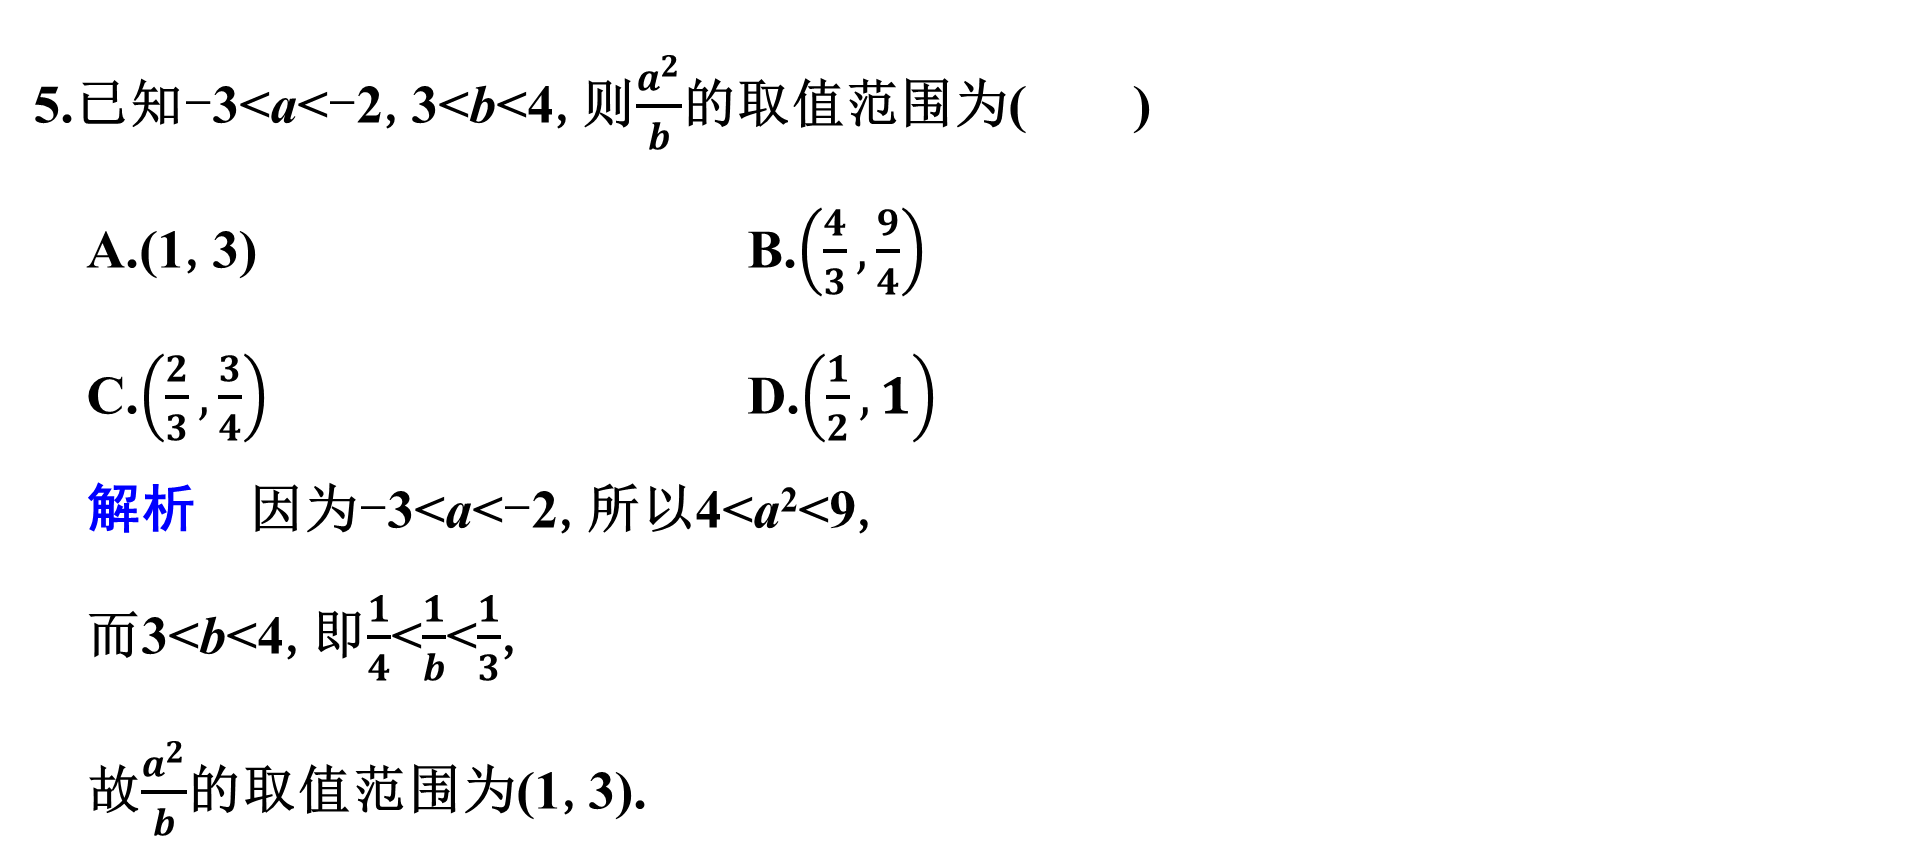 5.已知−3<a<−2, 3<b<4, 则a²/b的取值范围为(  )
A.(1, 3) B.(4/3, 9/4)
C.(2/3, 3/4) D.(1/2, 1)
解析 因为−3<a<−2, 所以4<a²<9,
而3<b<4, 即1/4<1/b<1/3,
故a²/b的取值范围为(1, 3).